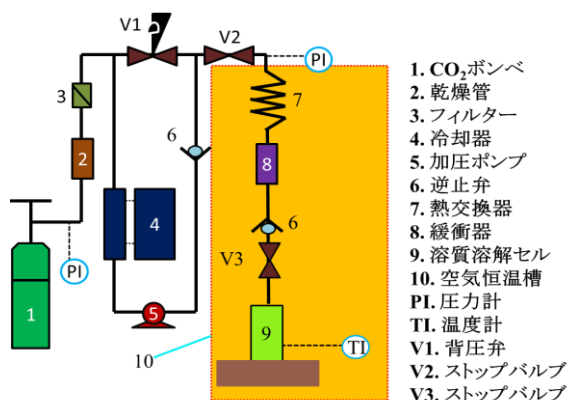 V1
V2
PI
3
7
6
2
8
4
6
PI
V3
5
1
9
TI
10
1. CO₂ボンベ
2. 乾燥管
3. フィルター
4. 冷却器
5. 加圧ポンプ
6. 逆止弁
7. 熱交換器
8. 緩衝器
9. 溶質溶解セル
10. 空気恒温槽
PI. 圧力計
TI. 温度計
V1. 背圧弁
V2. ストップバルブ
V3. ストップバルブ